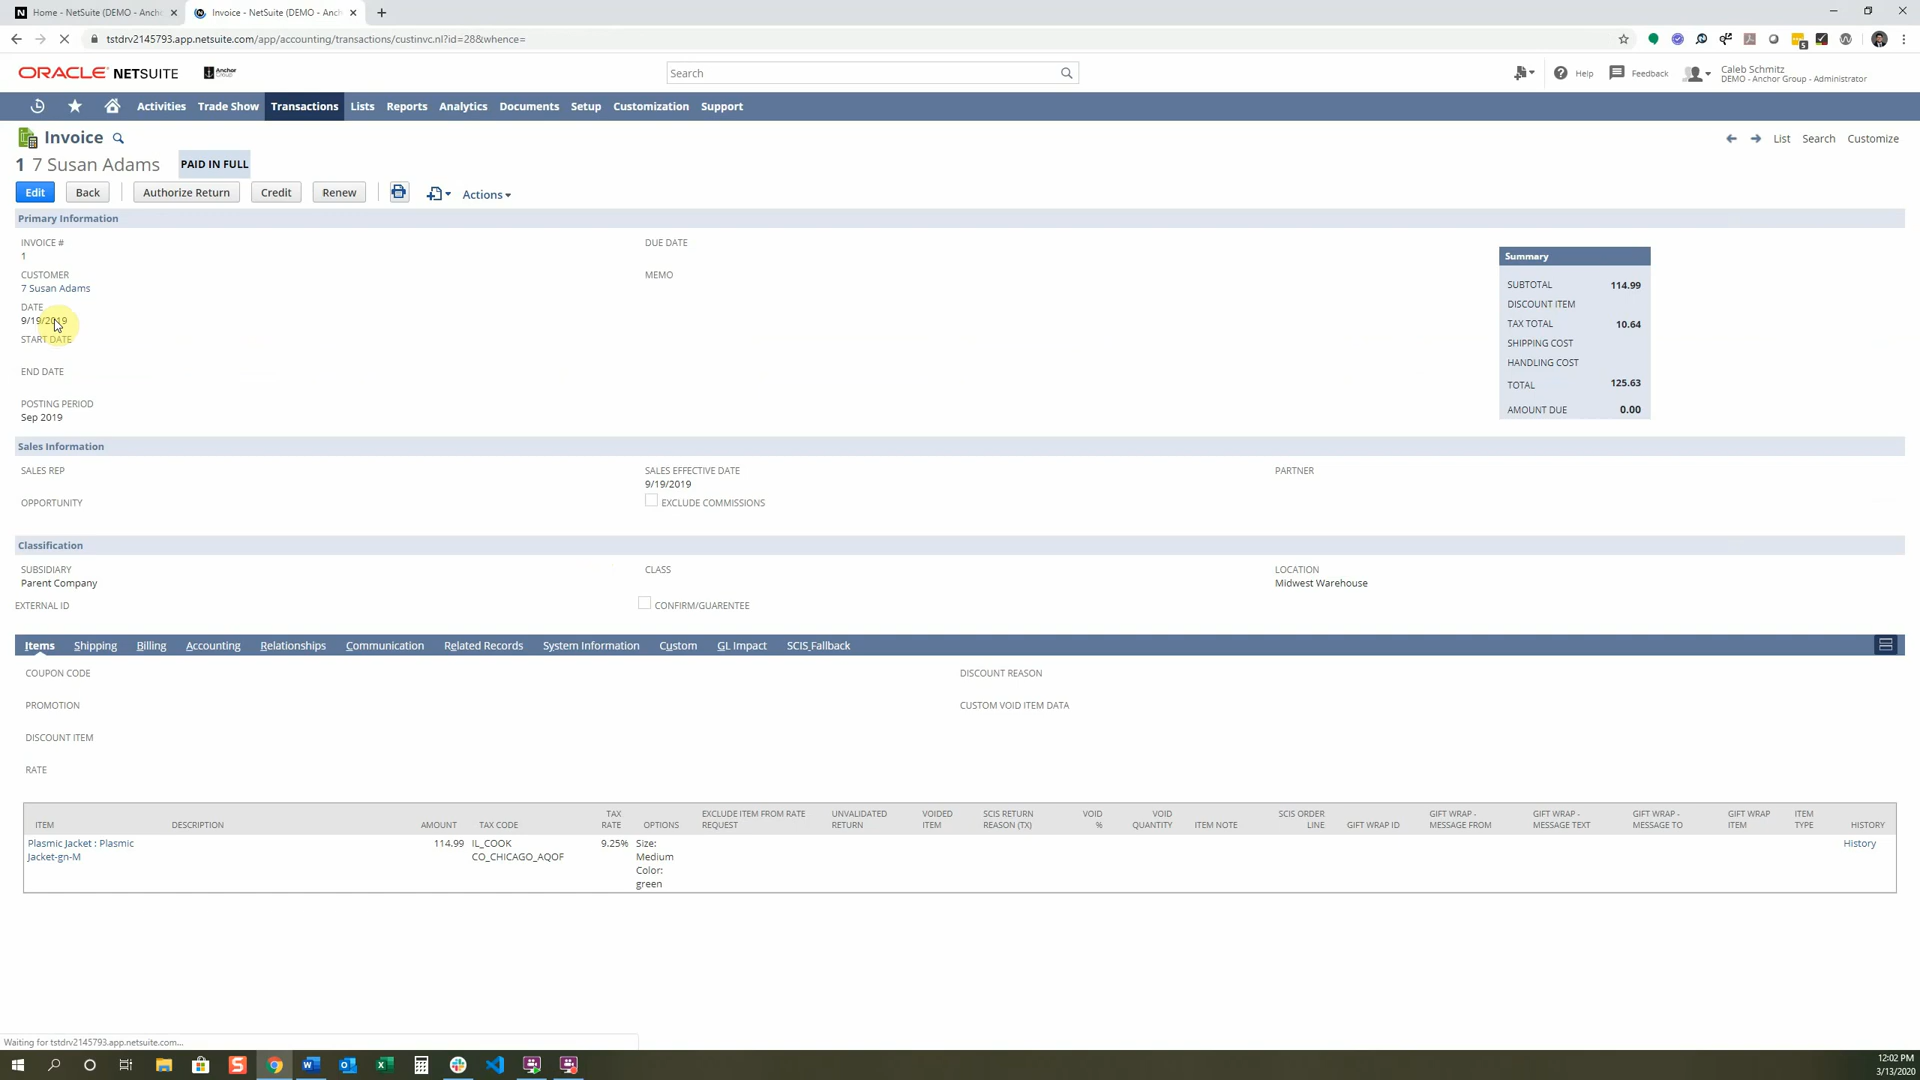 Home - NetSuite (DEMO - Anch
Invoice - NetSuite (DEMO - Anch
tstdrv2145793.app.netsuite.com/app/accounting/transactions/custinvc.nl?id=28&whence=
ORACLE NETSUITE
Anchor Group
Search
Help
Feedback
Caleb Schmitz
DEMO - Anchor Group - Administrator
Activities Trade Show Transactions Lists Reports Analytics Documents Setup Customization Support
Invoice
List Search Customize
1 7 Susan Adams PAID IN FULL
Edit Back Authorize Return Credit Renew Actions
Primary Information
INVOICE #
1
CUSTOMER
7 Susan Adams
DATE
9/19/2019
START DATE
END DATE
POSTING PERIOD
Sep 2019
DUE DATE
MEMO
Summary
SUBTOTAL 114.99
DISCOUNT ITEM
TAX TOTAL 10.64
SHIPPING COST
HANDLING COST
TOTAL 125.63
AMOUNT DUE 0.00
Sales Information
SALES REP
OPPORTUNITY
SALES EFFECTIVE DATE
9/19/2019
EXCLUDE COMMISSIONS
PARTNER
Classification
SUBSIDIARY
Parent Company
EXTERNAL ID
CLASS
CONFIRM/GUARENTEE
LOCATION
Midwest Warehouse
Items Shipping Billing Accounting Relationships Communication Related Records System Information Custom GL Impact SCIS Fallback
COUPON CODE
PROMOTION
DISCOUNT ITEM
RATE
DISCOUNT REASON
CUSTOM VOID ITEM DATA
ITEM DESCRIPTION AMOUNT TAX CODE TAX RATE OPTIONS EXCLUDE ITEM FROM RATE REQUEST UNVALIDATED RETURN VOIDED ITEM SCIS RETURN REASON (TX) VOID % VOID QUANTITY ITEM NOTE SCIS ORDER LINE GIFT WRAP ID GIFT WRAP - MESSAGE FROM GIFT WRAP - MESSAGE TEXT GIFT WRAP - MESSAGE TO GIFT WRAP ITEM ITEM TYPE HISTORY
Plasmic Jacket : Plasmic 114.99 IL_COOK 9.25% Size: History
Jacket-gn-M CO_CHICAGO_AQOF Medium
Color:
green
Waiting for tstdrv2145793.app.netsuite.com...
12:02 PM
3/13/2020